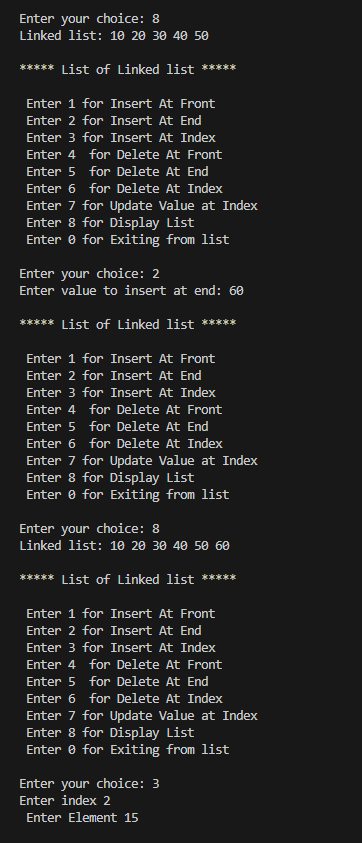 Enter your choice: 8
Linked list: 10 20 30 40 50
***** List of Linked list *****
Enter 1 for Insert At Front
Enter 2 for Insert At End
Enter 3 for Insert At Index
Enter 4  for Delete At Front
Enter 5  for Delete At End
Enter 6  for Delete At Index
Enter 7 for Update Value at Index
Enter 8 for Display List
Enter 0 for Exiting from list
Enter your choice: 2
Enter value to insert at end: 60
***** List of Linked list *****
Enter 1 for Insert At Front
Enter 2 for Insert At End
Enter 3 for Insert At Index
Enter 4  for Delete At Front
Enter 5  for Delete At End
Enter 6  for Delete At Index
Enter 7 for Update Value at Index
Enter 8 for Display List
Enter 0 for Exiting from list
Enter your choice: 8
Linked list: 10 20 30 40 50 60
***** List of Linked list *****
Enter 1 for Insert At Front
Enter 2 for Insert At End
Enter 3 for Insert At Index
Enter 4  for Delete At Front
Enter 5  for Delete At End
Enter 6  for Delete At Index
Enter 7 for Update Value at Index
Enter 8 for Display List
Enter 0 for Exiting from list
Enter your choice: 3
Enter index 2
Enter Element 15